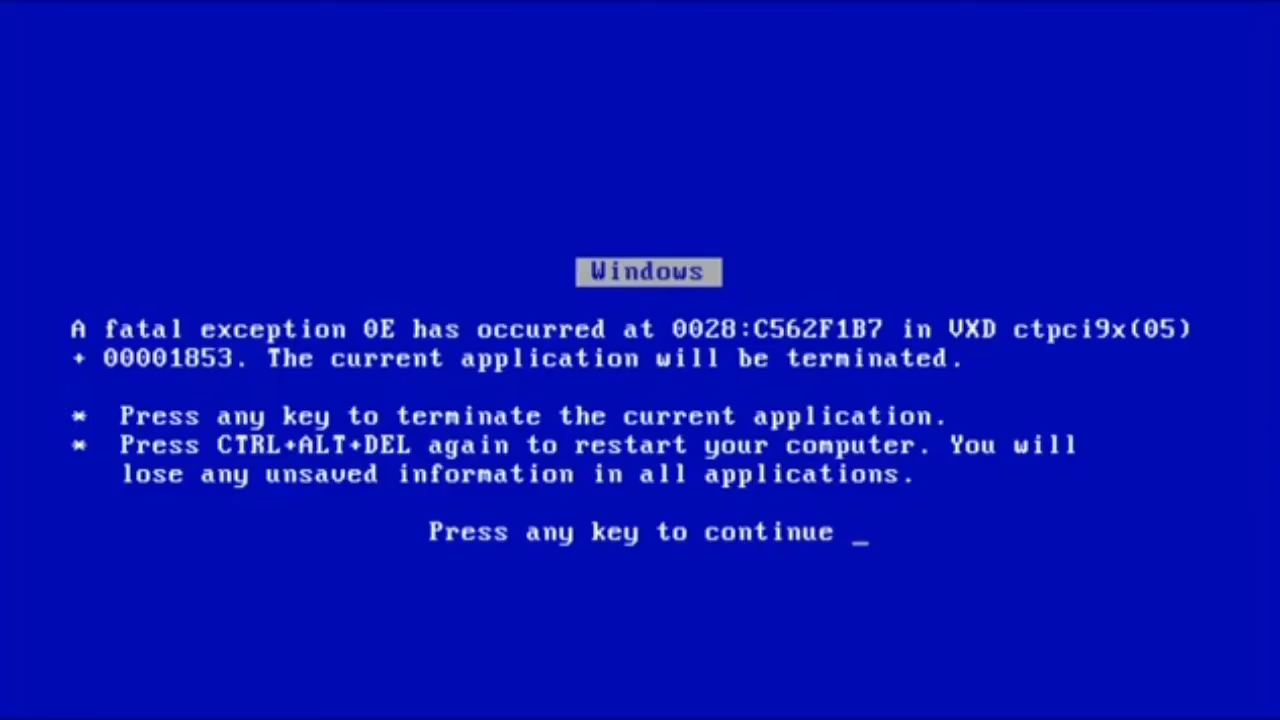 Windows
A fatal exception 0E has occurred at 0028:C562F1B7 in VXD ctpci9x(05)
+ 00001853. The current application will be terminated.
* Press any key to terminate the current application.
* Press CTRL+ALT+DEL again to restart your computer. You will
lose any unsaved information in all applications.
Press any key to continue _